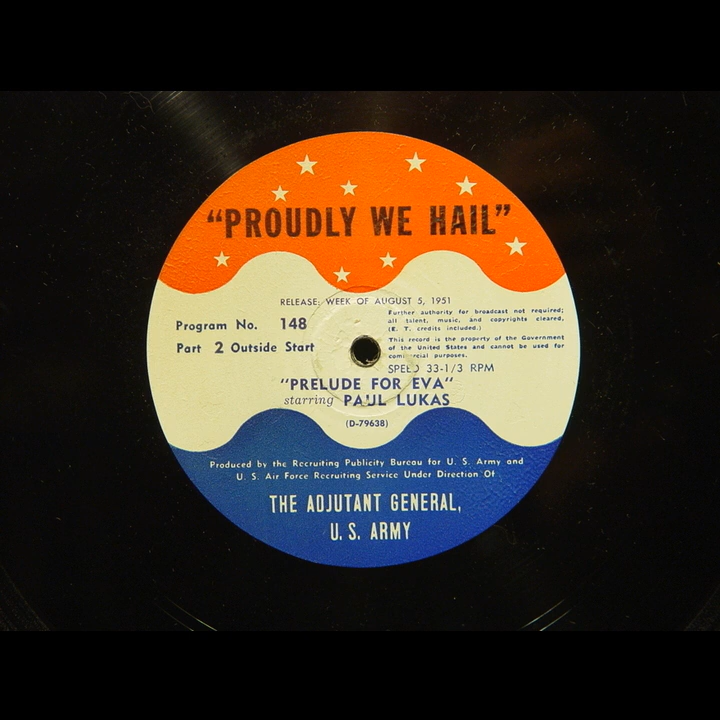 "PROUDLY WE HAIL"
RELEASE: WEEK OF AUGUST 5, 1951
Program No. 148
Part 2 Outside Start
Further authority for broadcast not required;
all talent, music, and copyrights cleared,
(E. T. credits included.)
This record is the property of the Government
of the United States and cannot be used for
commercial purposes.
SPEED 33-1/3 RPM
"PRELUDE FOR EVA"
starring PAUL LUKAS
(D-79638)
Produced by the Recruiting Publicity Bureau for U. S. Army and
U. S. Air Force Recruiting Service Under Direction Of
THE ADJUTANT GENERAL,
U. S. ARMY